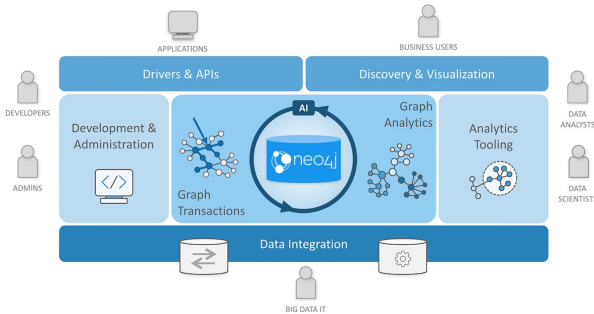 APPLICATIONS
BUSINESS USERS
Drivers & APIs
Discovery & Visualization
DEVELOPERS
ADMINS
Development &
Administration
</>
Graph
Transactions
AI
neo4j
Graph
Analytics
Analytics
Tooling
DATA
ANALYSTS
DATA
SCIENTISTS
Data Integration
BIG DATA IT